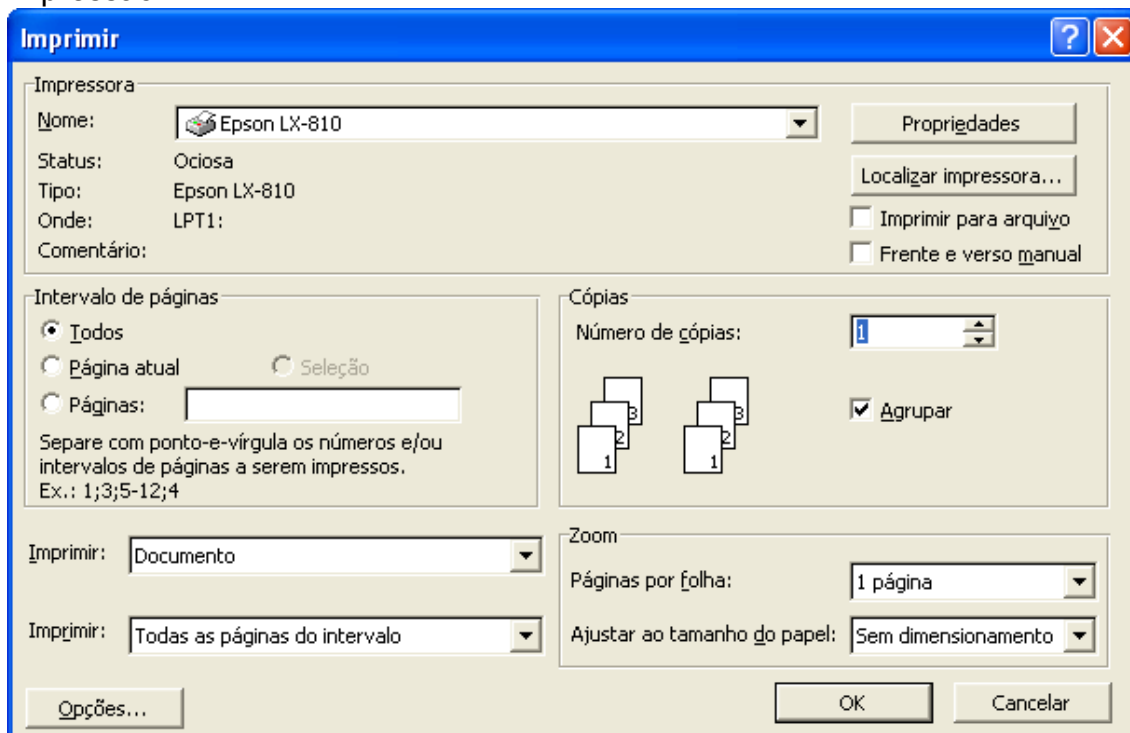 Imprimir
Impressora
Nome: Epson LX-810 Propriedades
Status: Ociosa Localizar impressora...
Tipo: Epson LX-810
Onde: LPT1: Imprimir para arquivo
Comentário: Frente e verso manual
Intervalo de páginas
Todos
Página atual Seleção
Páginas:
Separe com ponto-e-vírgula os números e/ou
intervalos de páginas a serem impressos.
Ex.: 1;3;5-12;4
Cópias
Número de cópias: 1
3 3
2 2
1 1
Agrupar
Imprimir: Documento
Imprimir: Todas as páginas do intervalo
Zoom
Páginas por folha: 1 página
Ajustar ao tamanho do papel: Sem dimensionamento
Opções... OK Cancelar